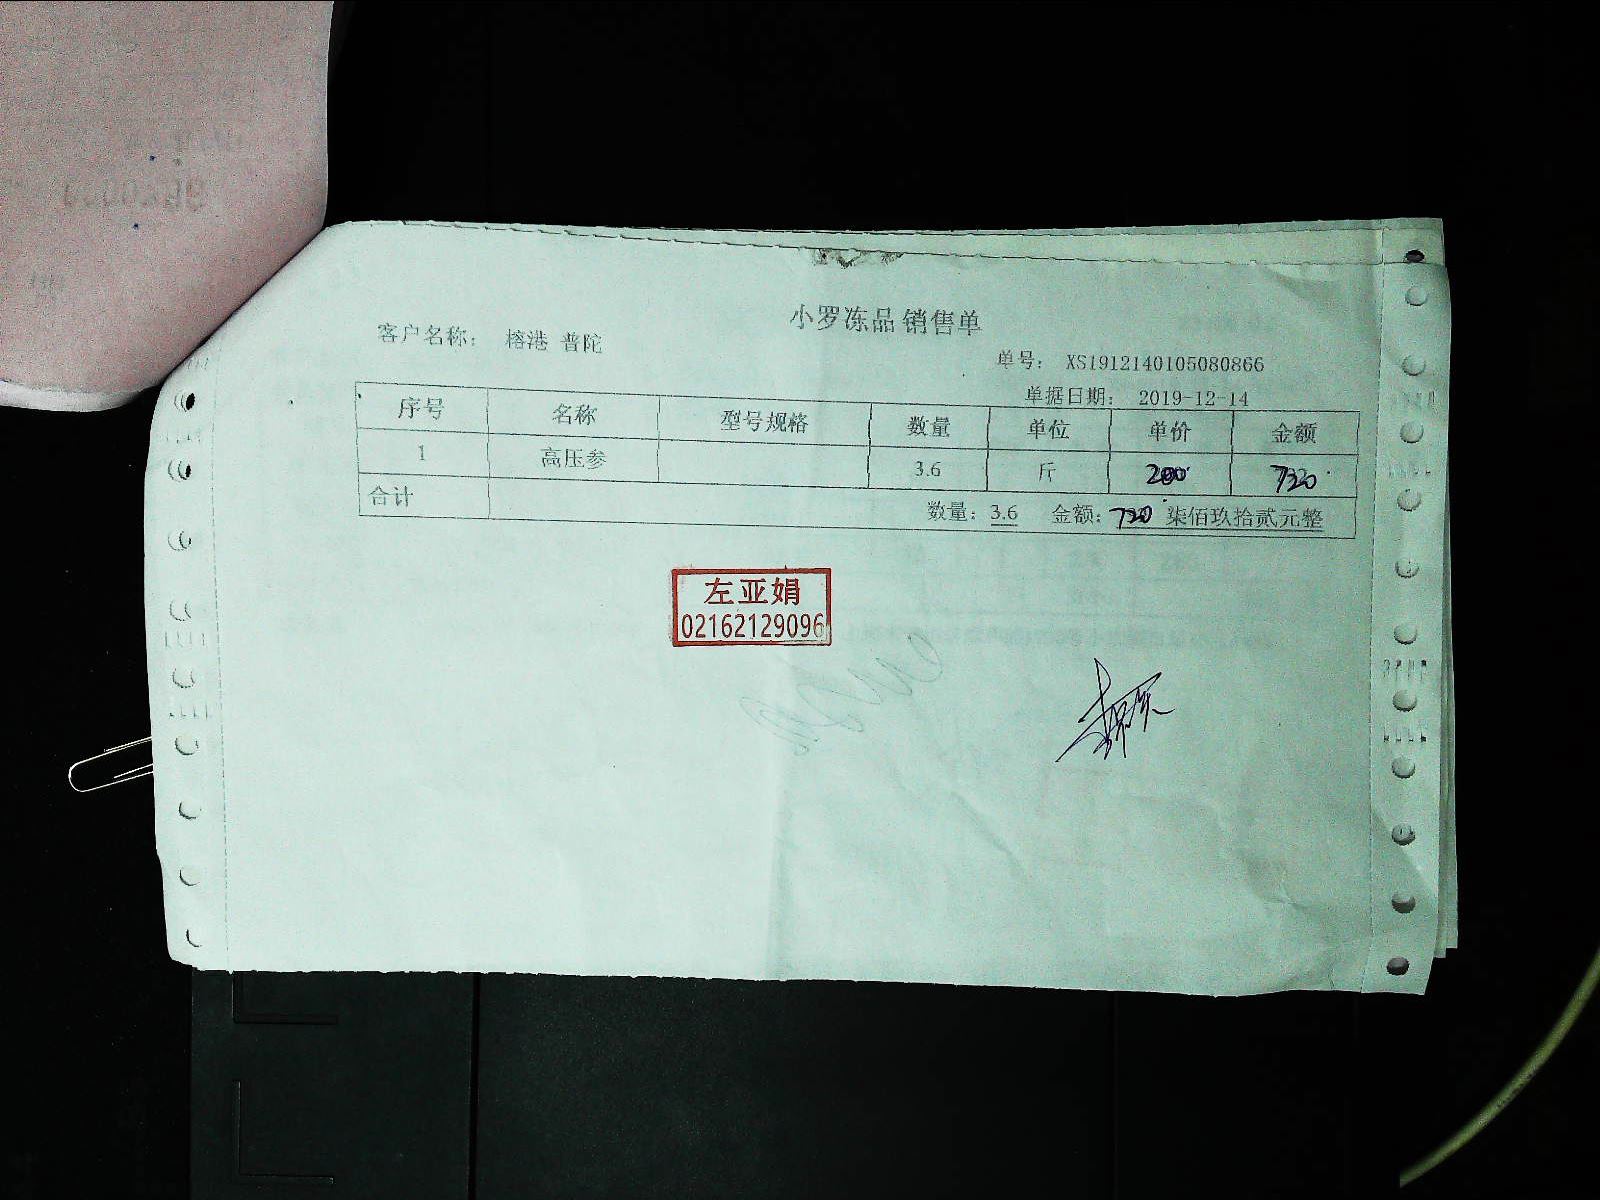 小罗冻品销售单
客户名称： 榕港 普陀
单号： XS1912140105080866
单据日期： 2019-12-14
序号 名称 型号规格 数量 单位 单价 金额
1 高压参 3.6 斤 200 720
合计 数量：3.6 金额：720 柒佰玖拾贰元整
左亚娟
02162129096